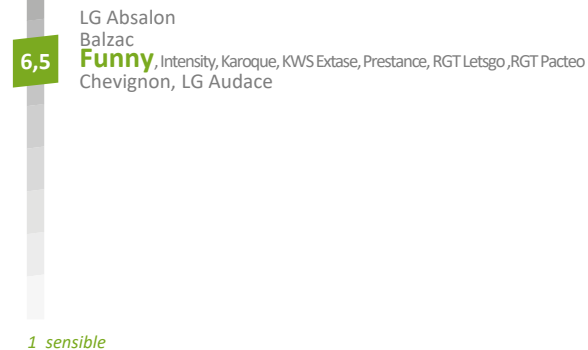 LG Absalon
Balzac
6,5 Funny, Intensity, Karoque, KWS Extase, Prestance, RGT Letsgo ,RGT Pacteo
Chevignon, LG Audace
1 sensible